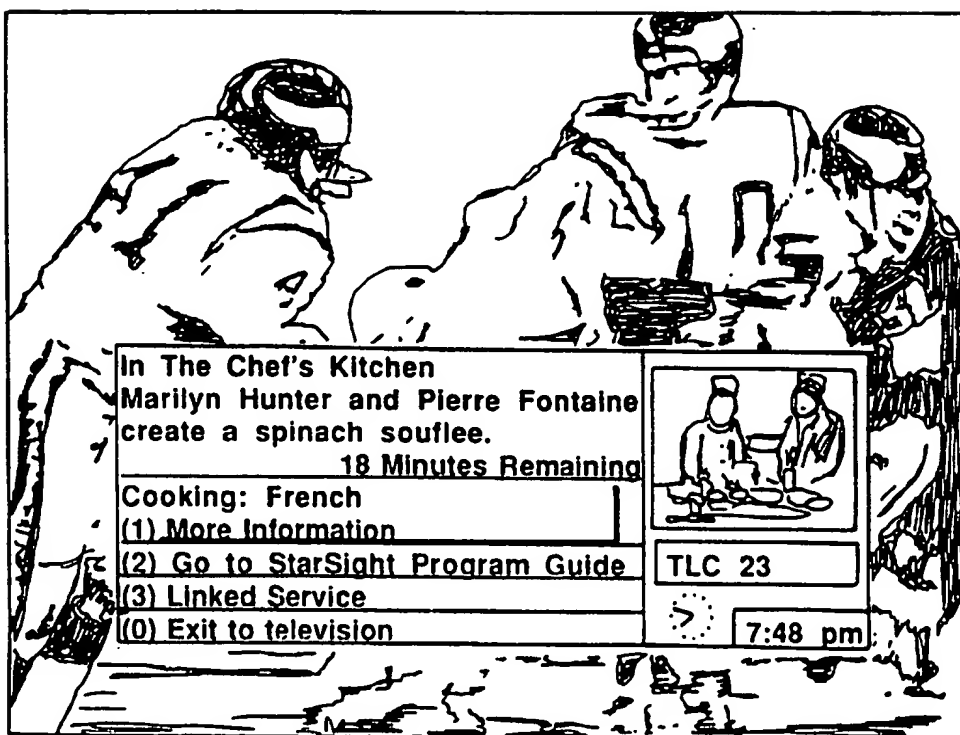 In The Chef's Kitchen
Marilyn Hunter and Pierre Fontaine
create a spinach souflee.
18 Minutes Remaining
Cooking: French
(1) More Information
(2) Go to StarSight Program Guide
(3) Linked Service
(0) Exit to television
TLC 23
7:48 pm